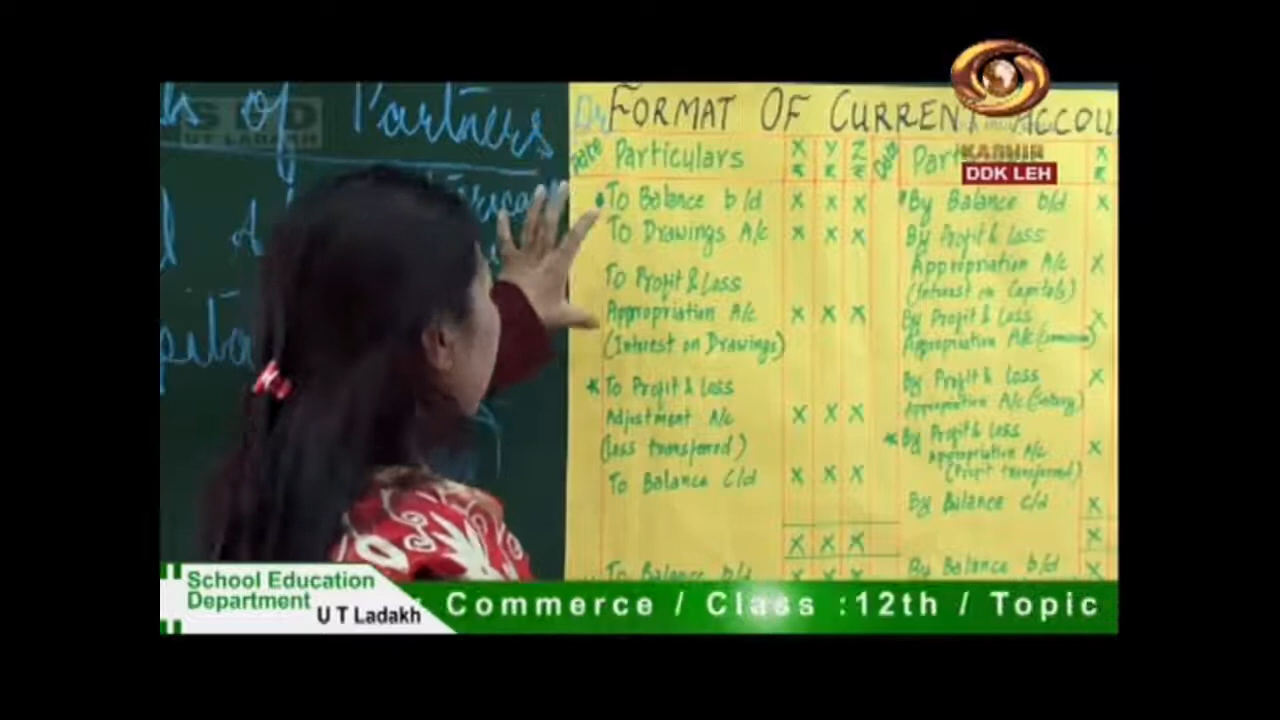 of Partners
FORMAT OF CURRENT ACCOU
Date Particulars X Y Z Date Part X
To Balance b/d X X X
To Drawings A/c X X X
To Profit & Loss
Appropriation A/c X X X
(Interest on Drawings)
* To Profit & Loss
Adjustment A/c X X X
(Loss transferred)
To Balance C/d X X X
X X X
To Balance b/d X X X
* By Balance b/d X
By Profit & Loss
Appropriation A/c X
(Interest on Capitals)
By Profit & Loss X
Appropriation A/c
By Profit & Loss X
Appropriation A/c (Salary)
* By Profit & Loss
Appropriation A/c X
(Profit transferred)
By Balance c/d X
X
By Balance b/d X
DDK LEH
School Education
Department
U T Ladakh
Commerce / Class :12th / Topic